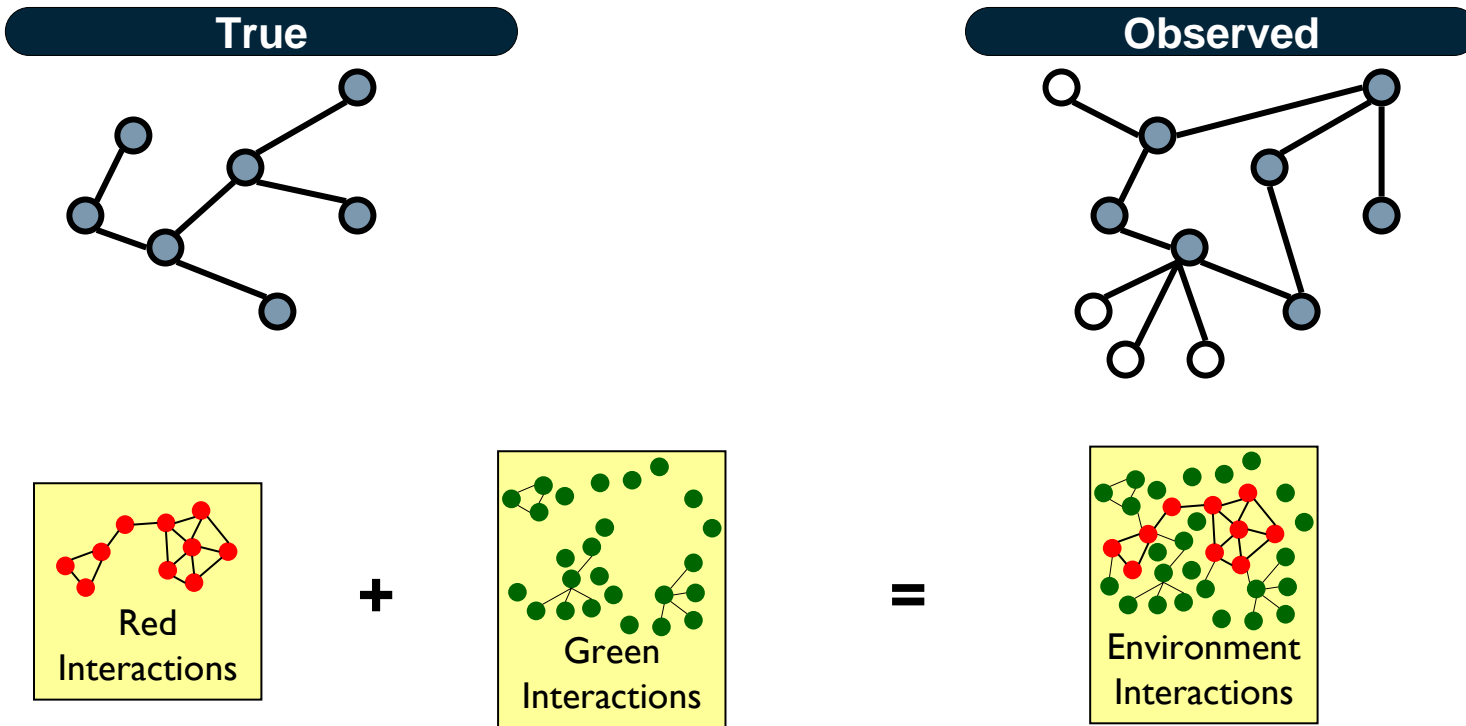 True
Observed
Red
Interactions
+
Green
Interactions
=
Environment
Interactions